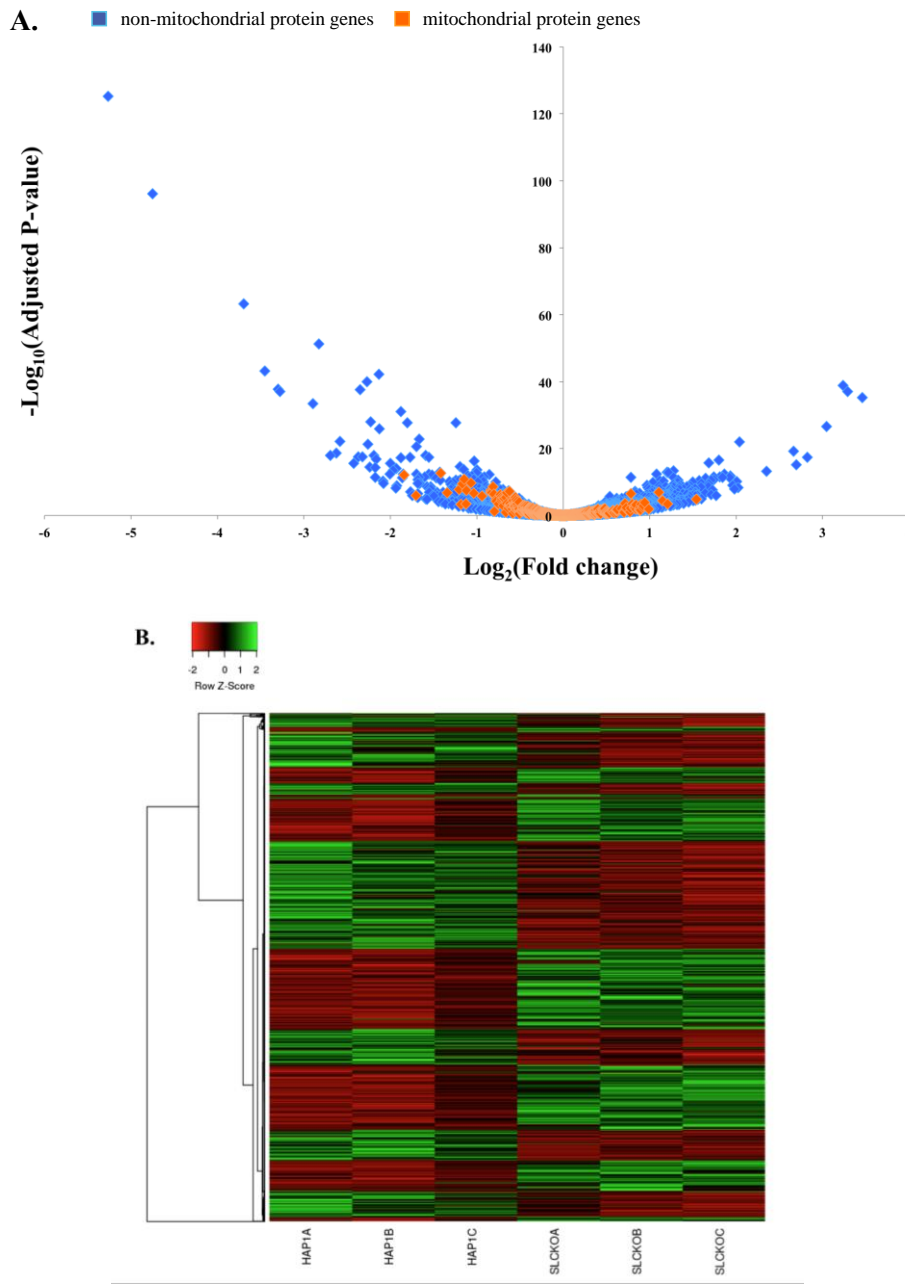 A.
non-mitochondrial protein genes
mitochondrial protein genes
140
120
100
80
60
40
20
0
-6 -5 -4 -3 -2 -1 0 1 2 3
-Log10(Adjusted P-value)
Log2(Fold change)
B.
-2 0 1 2
Row Z-Score
HAP1A
HAP1B
HAP1C
SLCKOA
SLCKOB
SLCKOC